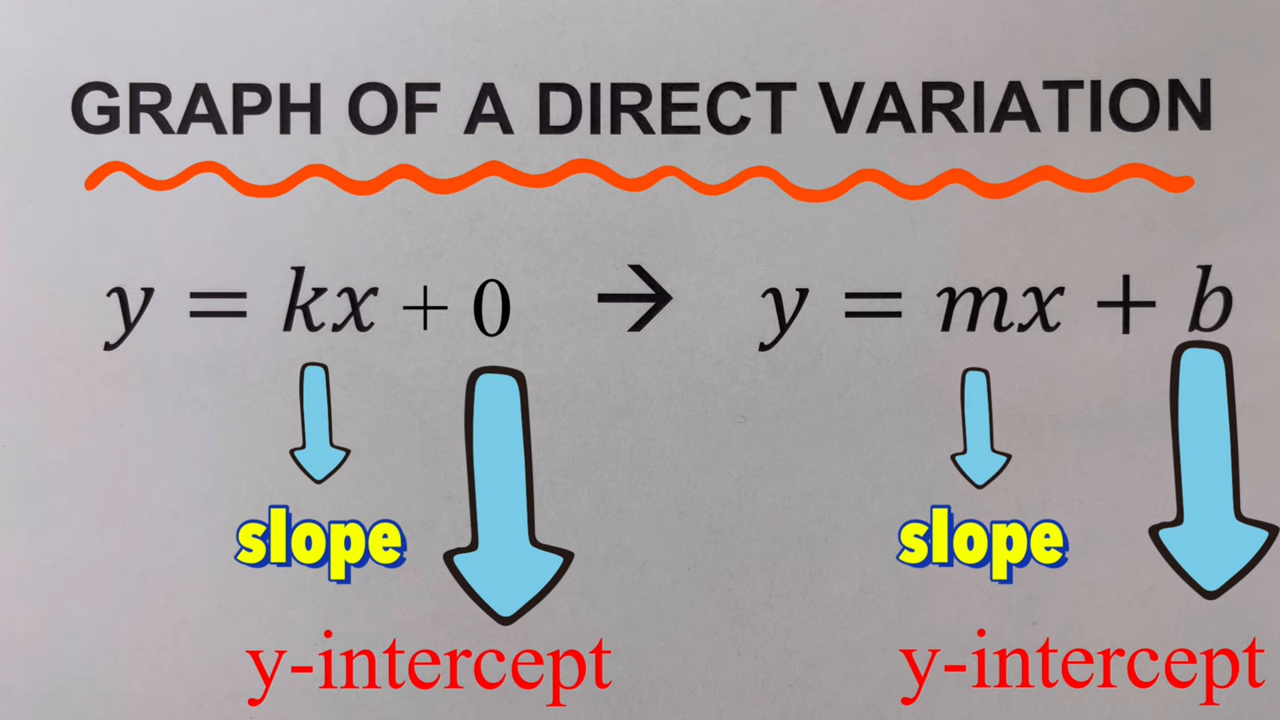 GRAPH OF A DIRECT VARIATION
y = kx + 0 → y = mx + b
slope slope
y-intercept y-intercept